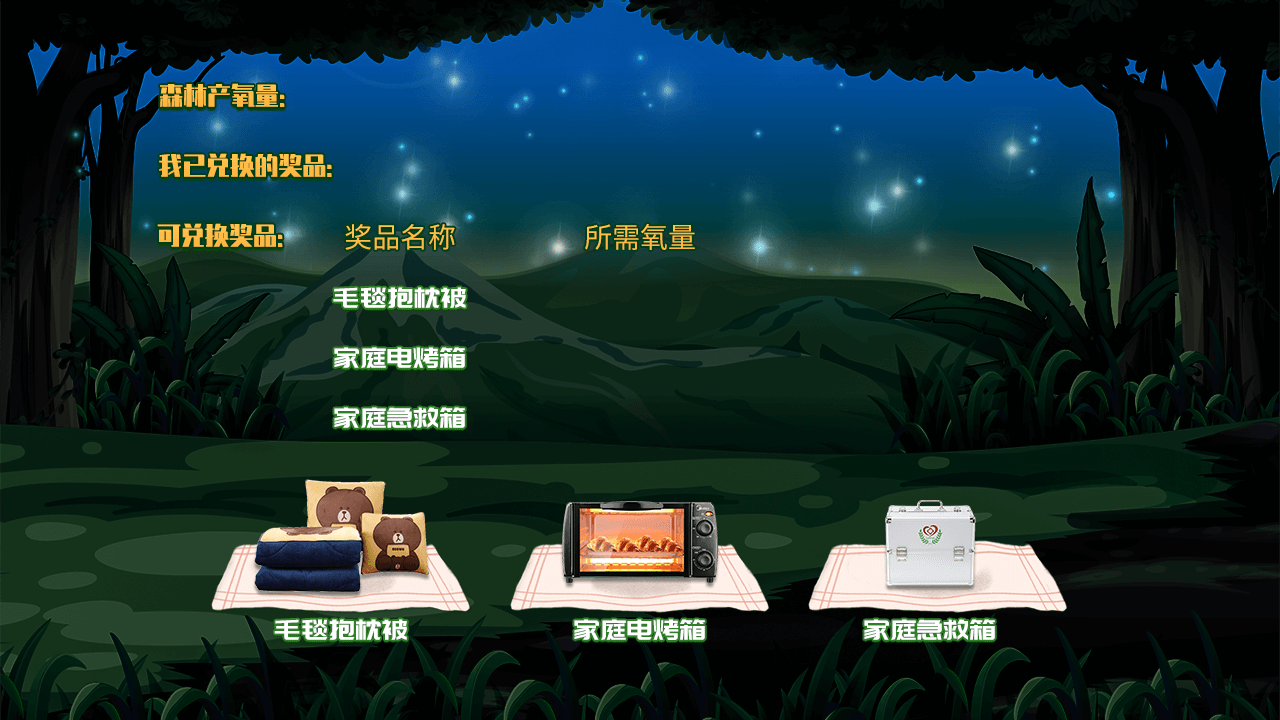 森林产氧量:
我已兑换的奖品:
可兑换奖品: 奖品名称 所需氧量
毛毯抱枕被
家庭电烤箱
家庭急救箱
毛毯抱枕被 家庭电烤箱 家庭急救箱